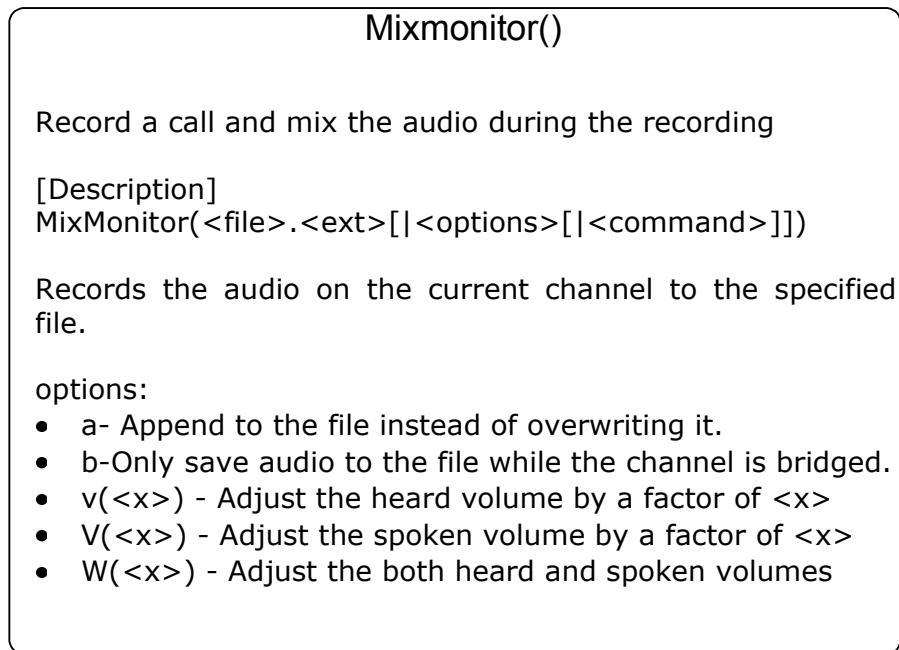 Mixmonitor()
Record a call and mix the audio during the recording
[Description]
MixMonitor(<file>.<ext>[|<options>[|<command>]])
Records the audio on the current channel to the specified
file.
options:
• a- Append to the file instead of overwriting it.
• b-Only save audio to the file while the channel is bridged.
• v(<x>) - Adjust the heard volume by a factor of <x>
• V(<x>) - Adjust the spoken volume by a factor of <x>
• W(<x>) - Adjust the both heard and spoken volumes